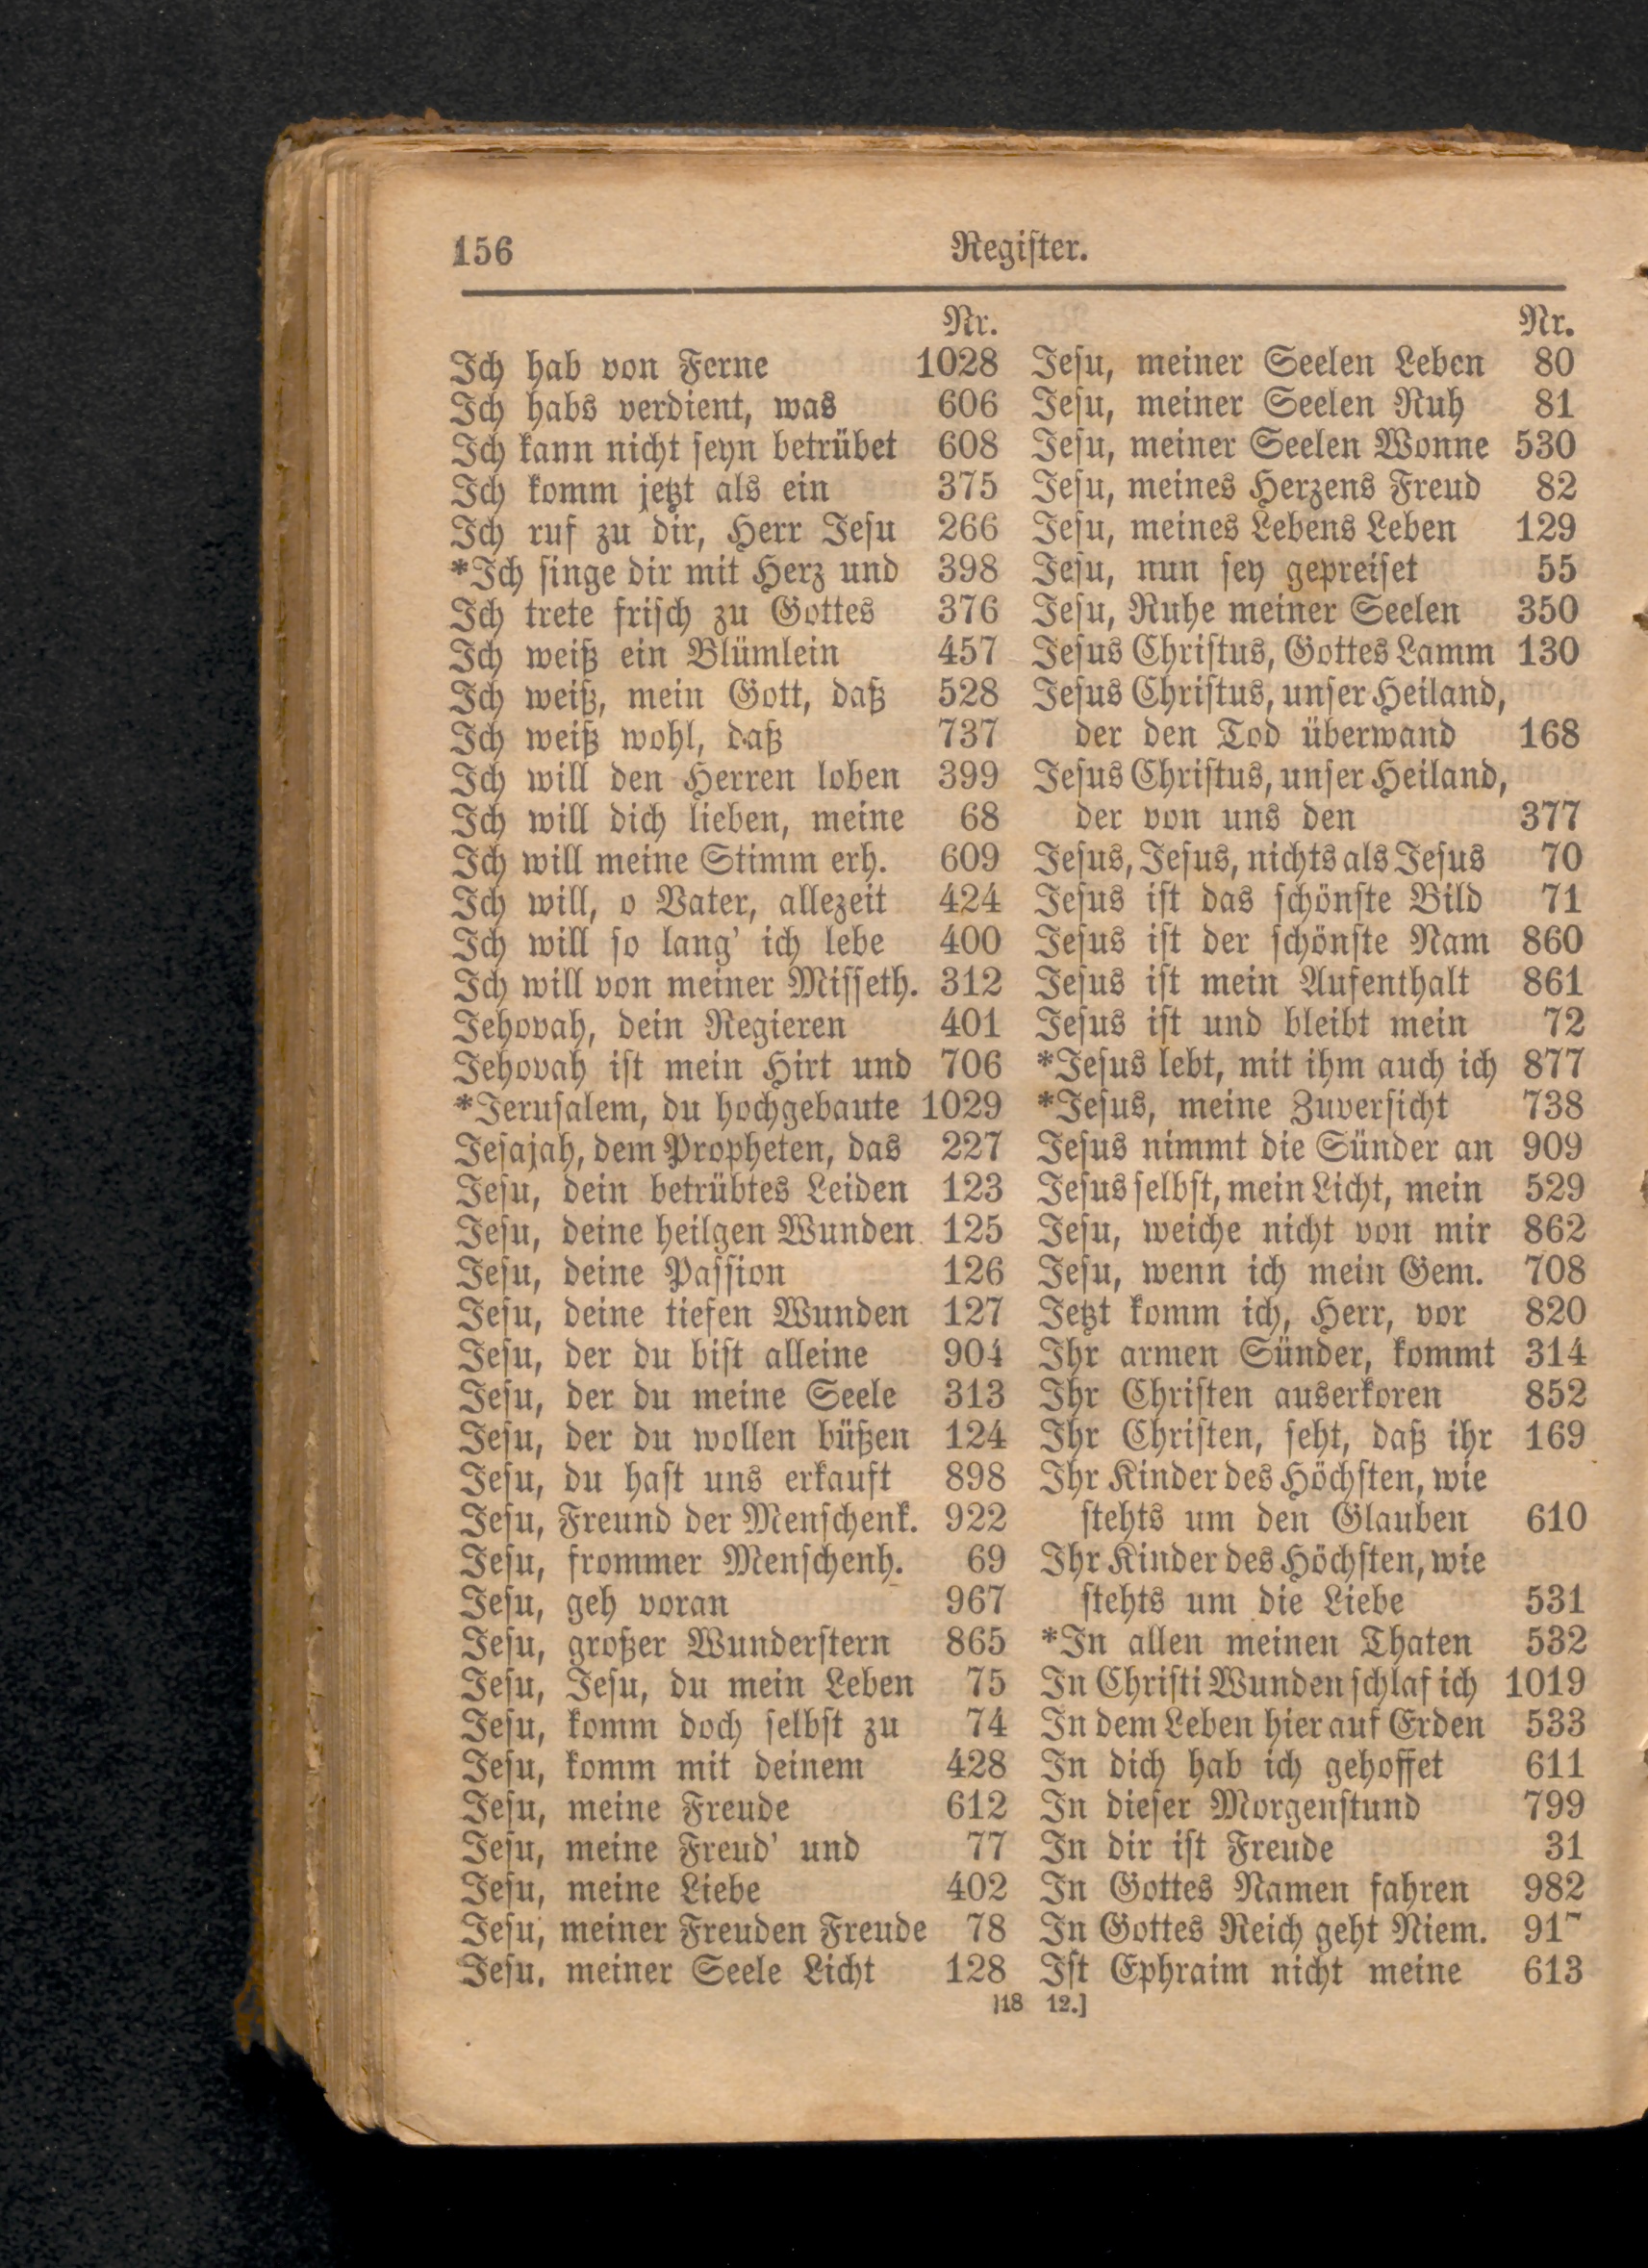 156 Register.
Nr.
Ich hab von Ferne 1028
Ich habs verdient, was 606
Ich kann nicht seyn betrübet 608
Ich komm jetzt als ein 375
Ich ruf zu dir, Herr Jesu 266
*Ich singe dir mit Herz und 398
Ich trete frisch zu Gottes 376
Ich weiß ein Blümlein 457
Ich weiß, mein Gott, daß 528
Ich weiß wohl, daß 737
Ich will den Herren loben 399
Ich will dich lieben, meine 68
Ich will meine Stimm erh. 609
Ich will, o Vater, allezeit 424
Ich will so lang' ich lebe 400
Ich will von meiner Misseth. 312
Jehovah, dein Regieren 401
Jehovah ist mein Hirt und 706
*Jerusalem, du hochgebaute 1029
Jesajah, dem Propheten, das 227
Jesu, dein betrübtes Leiden 123
Jesu, deine heilgen Wunden 125
Jesu, deine Passion 126
Jesu, deine tiefen Wunden 127
Jesu, der du bist alleine 904
Jesu, der du meine Seele 313
Jesu, der du wollen büßen 124
Jesu, du hast uns erkauft 898
Jesu, Freund der Menschenk. 922
Jesu, frommer Menschenh. 69
Jesu, geh voran 967
Jesu, großer Wunderstern 865
Jesu, Jesu, du mein Leben 75
Jesu, komm doch selbst zu 74
Jesu, komm mit deinem 428
Jesu, meine Freude 612
Jesu, meine Freud' und 77
Jesu, meine Liebe 402
Jesu, meiner Freuden Freude 78
Jesu, meiner Seele Licht 128
Nr.
Jesu, meiner Seelen Leben 80
Jesu, meiner Seelen Ruh 81
Jesu, meiner Seelen Wonne 530
Jesu, meines Herzens Freud 82
Jesu, meines Lebens Leben 129
Jesu, nun sey gepreiset 55
Jesu, Ruhe meiner Seelen 350
Jesus Christus, Gottes Lamm 130
Jesus Christus, unser Heiland,
der den Tod überwand 168
Jesus Christus, unser Heiland,
der von uns den 377
Jesus, Jesus, nichts als Jesus 70
Jesus ist das schönste Bild 71
Jesus ist der schönste Nam 860
Jesus ist mein Aufenthalt 861
Jesus ist und bleibt mein 72
*Jesus lebt, mit ihm auch ich 877
*Jesus, meine Zuversicht 738
Jesus nimmt die Sünder an 909
Jesus selbst, mein Licht, mein 529
Jesu, weiche nicht von mir 862
Jesu, wenn ich mein Gem. 708
Jetzt komm ich, Herr, vor 820
Ihr armen Sünder, kommt 314
Ihr Christen auserkoren 852
Ihr Christen, seht, daß ihr 169
Ihr Kinder des Höchsten, wie
stehts um den Glauben 610
Ihr Kinder des Höchsten, wie
stehts um die Liebe 531
*In allen meinen Thaten 532
In Christi Wunden schlaf ich 1019
In dem Leben hier auf Erden 533
In dich hab ich gehoffet 611
In dieser Morgenstund 799
In dir ist Freude 31
In Gottes Namen fahren 982
In Gottes Reich geht Niem. 917
Ist Ephraim nicht meine 613
]18 12.]